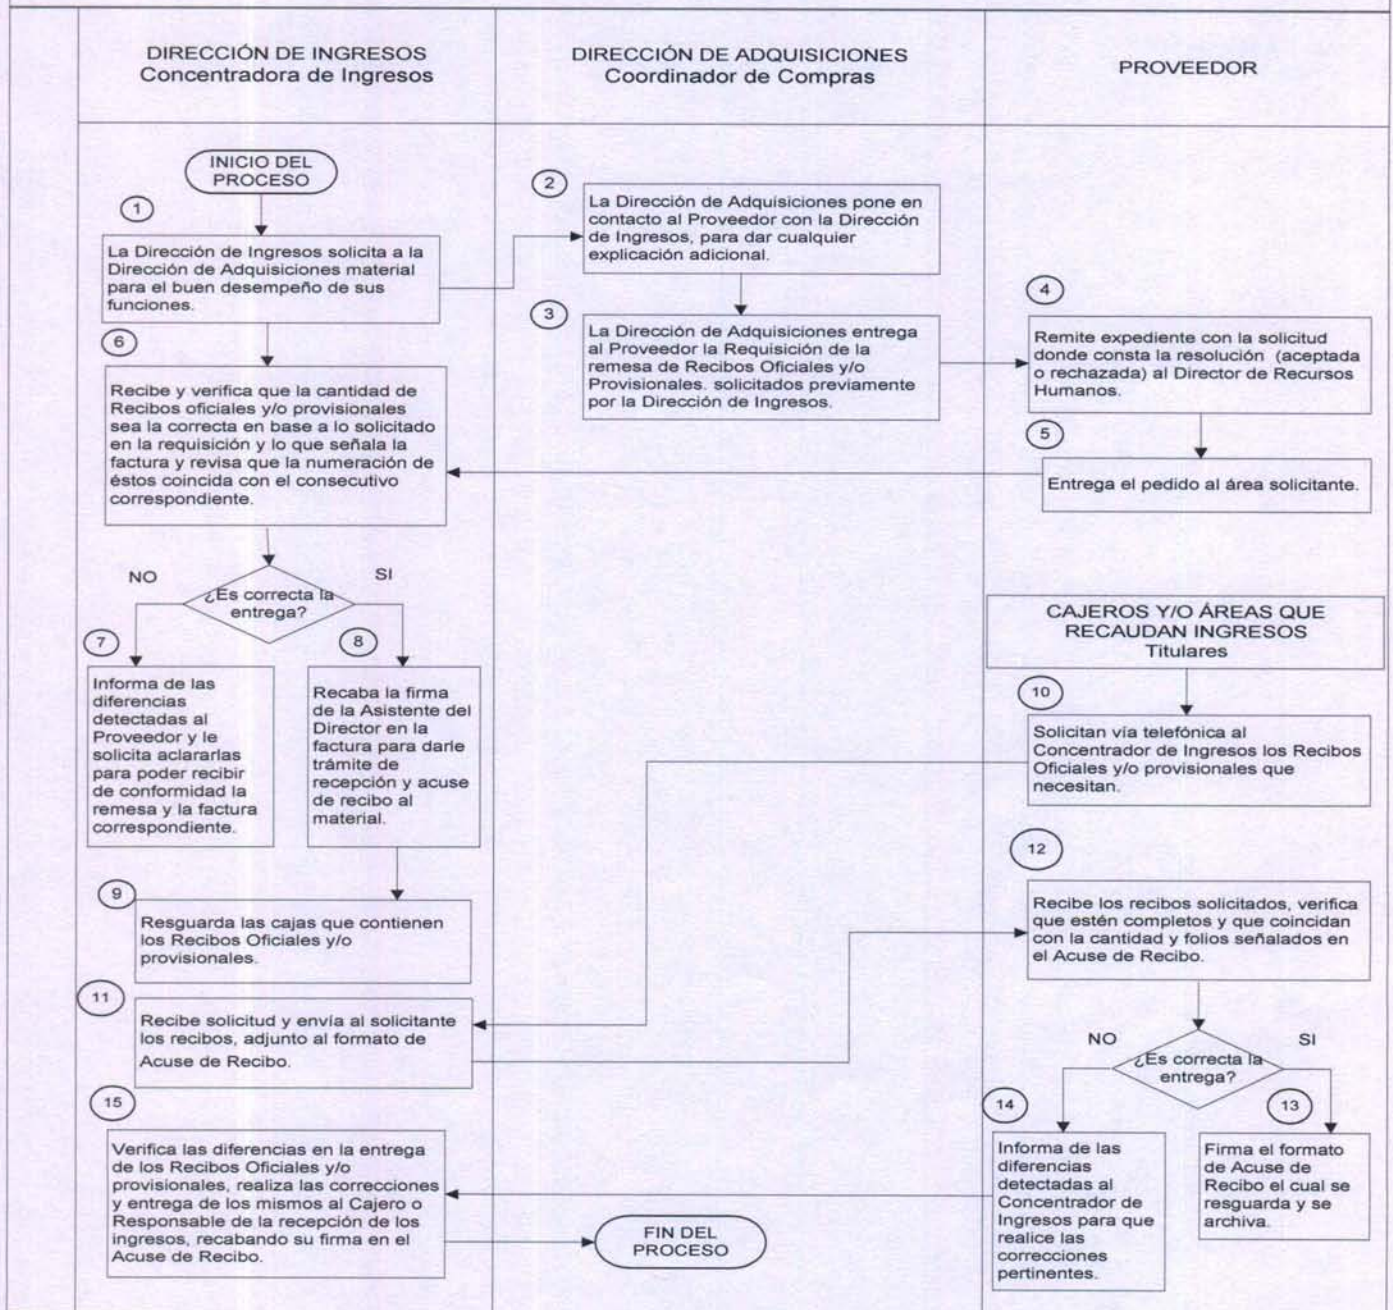 DIRECCIÓN DE INGRESOS
Concentradora de Ingresos
DIRECCIÓN DE ADQUISICIONES
Coordinador de Compras
PROVEEDOR
INICIO DEL
PROCESO
1
La Dirección de Ingresos solicita a la
Dirección de Adquisiciones material
para el buen desempeño de sus
funciones.
2
La Dirección de Adquisiciones pone en
contacto al Proveedor con la Dirección
de Ingresos, para dar cualquier
explicación adicional.
3
La Dirección de Adquisiciones entrega
al Proveedor la Requisición de la
remesa de Recibos Oficiales y/o
Provisionales. solicitados previamente
por la Dirección de Ingresos.
4
Remite expediente con la solicitud
donde consta la resolución (aceptada
o rechazada) al Director de Recursos
Humanos.
5
Entrega el pedido al área solicitante.
6
Recibe y verifica que la cantidad de
Recibos oficiales y/o provisionales
sea la correcta en base a lo solicitado
en la requisición y lo que señala la
factura y revisa que la numeración de
éstos coincida con el consecutivo
correspondiente.
NO
SI
¿Es correcta la
entrega?
7
Informa de las
diferencias
detectadas al
Proveedor y le
solicita aclararlas
para poder recibir
de conformidad la
remesa y la factura
correspondiente.
8
Recaba la firma
de la Asistente del
Director en la
factura para darle
trámite de
recepción y acuse
de recibo al
material.
9
Resguarda las cajas que contienen
los Recibos Oficiales y/o
provisionales.
CAJEROS Y/O ÁREAS QUE
RECAUDAN INGRESOS
Titulares
10
Solicitan vía telefónica al
Concentrador de Ingresos los Recibos
Oficiales y/o provisionales que
necesitan.
11
Recibe solicitud y envía al solicitante
los recibos, adjunto al formato de
Acuse de Recibo.
12
Recibe los recibos solicitados, verifica
que estén completos y que coincidan
con la cantidad y folios señalados en
el Acuse de Recibo.
NO
SI
¿Es correcta la
entrega?
13
Firma el formato
de Acuse de
Recibo el cual se
resguarda y se
archiva.
14
Informa de las
diferencias
detectadas al
Concentrador de
Ingresos para que
realice las
correcciones
pertinentes.
15
Verifica las diferencias en la entrega
de los Recibos Oficiales y/o
provisionales, realiza las correcciones
y entrega de los mismos al Cajero o
Responsable de la recepción de los
ingresos, recabando su firma en el
Acuse de Recibo.
FIN DEL
PROCESO